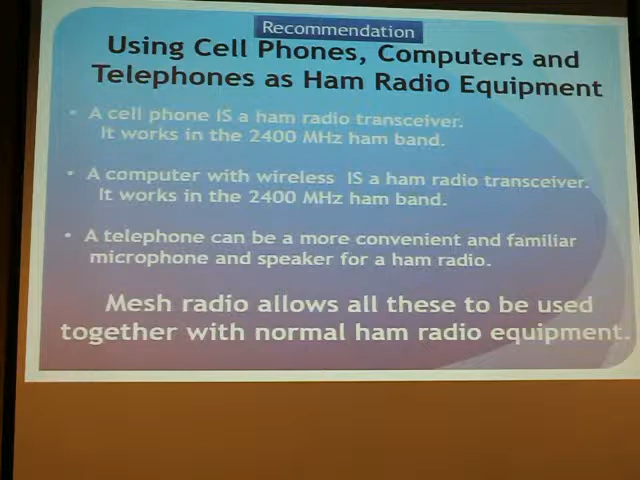 Recommendation
Using Cell Phones, Computers and
Telephones as Ham Radio Equipment
• A cell phone IS a ham radio transceiver.
It works in the 2400 MHz ham band.
• A computer with wireless IS a ham radio transceiver.
It works in the 2400 MHz ham band.
• A telephone can be a more convenient and familiar
microphone and speaker for a ham radio.
Mesh radio allows all these to be used
together with normal ham radio equipment.